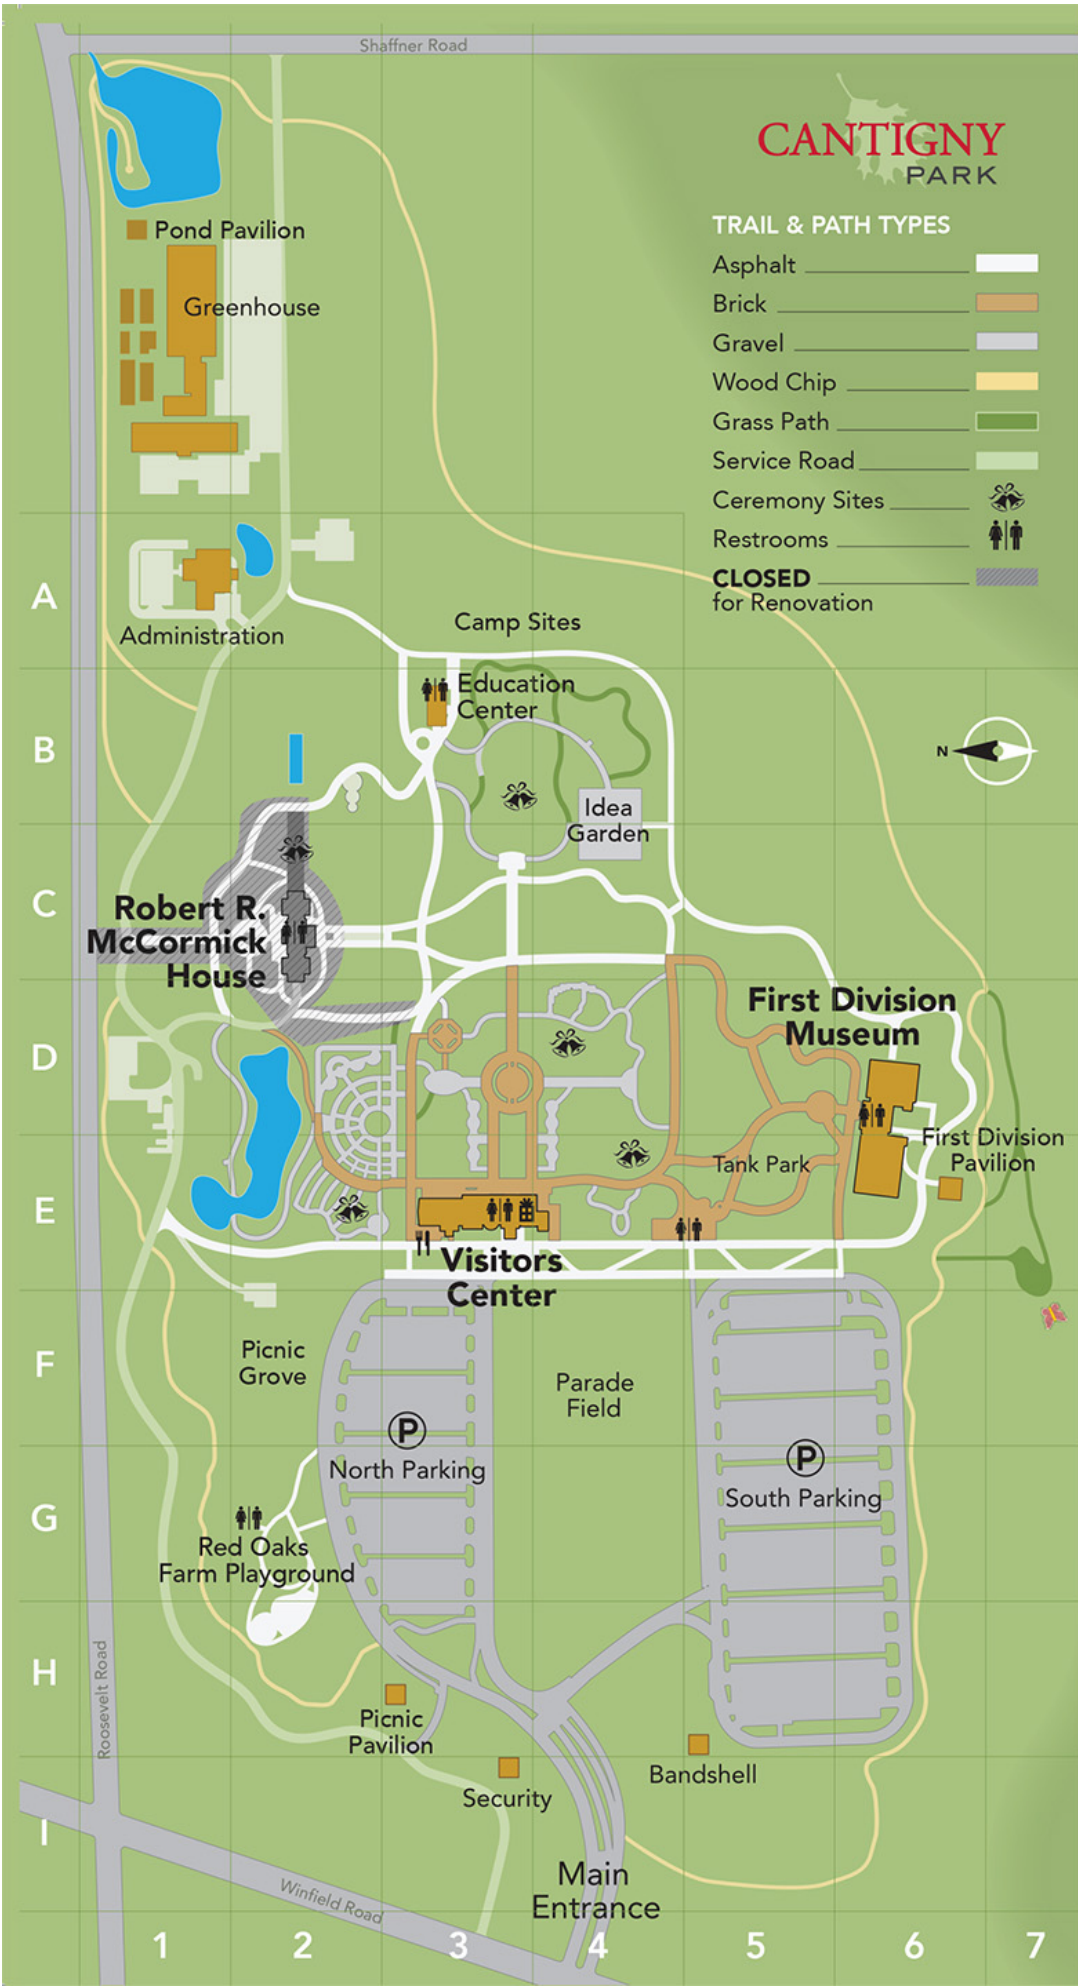 Shaffner Road
CANTIGNY
PARK
TRAIL & PATH TYPES
Asphalt
Brick
Gravel
Wood Chip
Grass Path
Service Road
Ceremony Sites
Restrooms
CLOSED
for Renovation
Pond Pavilion
Greenhouse
A
Administration
Camp Sites
Education
Center
B
N
Idea
Garden
C
Robert R.
McCormick
House
First Division
Museum
D
First Division
Pavilion
Tank Park
E
Visitors
Center
F
Picnic
Grove
Parade
Field
P
North Parking
P
South Parking
G
Red Oaks
Farm Playground
H
Roosevelt Road
Picnic
Pavilion
Bandshell
Security
I
Main
Entrance
Winfield Road
1 2 3 4 5 6 7